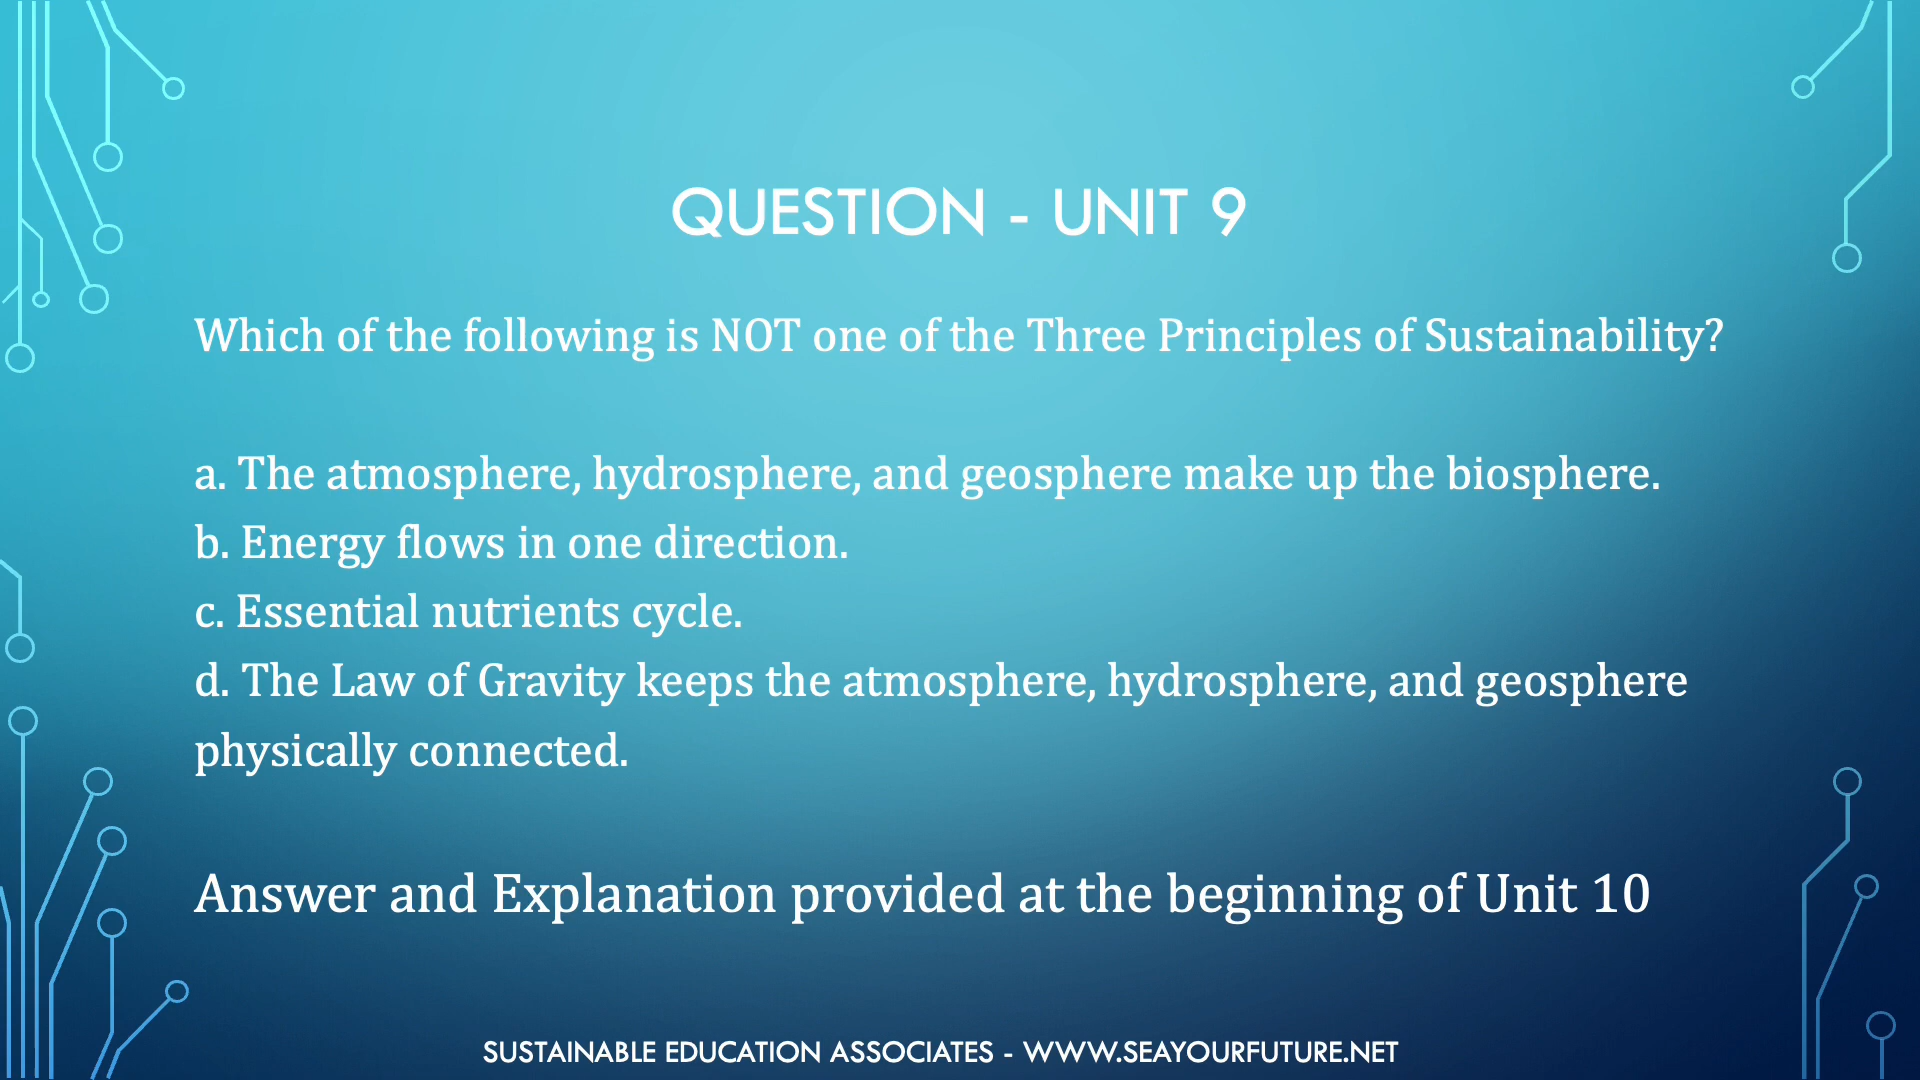 QUESTION - UNIT 9
Which of the following is NOT one of the Three Principles of Sustainability?
a. The atmosphere, hydrosphere, and geosphere make up the biosphere.
b. Energy flows in one direction.
c. Essential nutrients cycle.
d. The Law of Gravity keeps the atmosphere, hydrosphere, and geosphere
physically connected.
Answer and Explanation provided at the beginning of Unit 10
SUSTAINABLE EDUCATION ASSOCIATES - WWW.SEAYOURFUTURE.NET